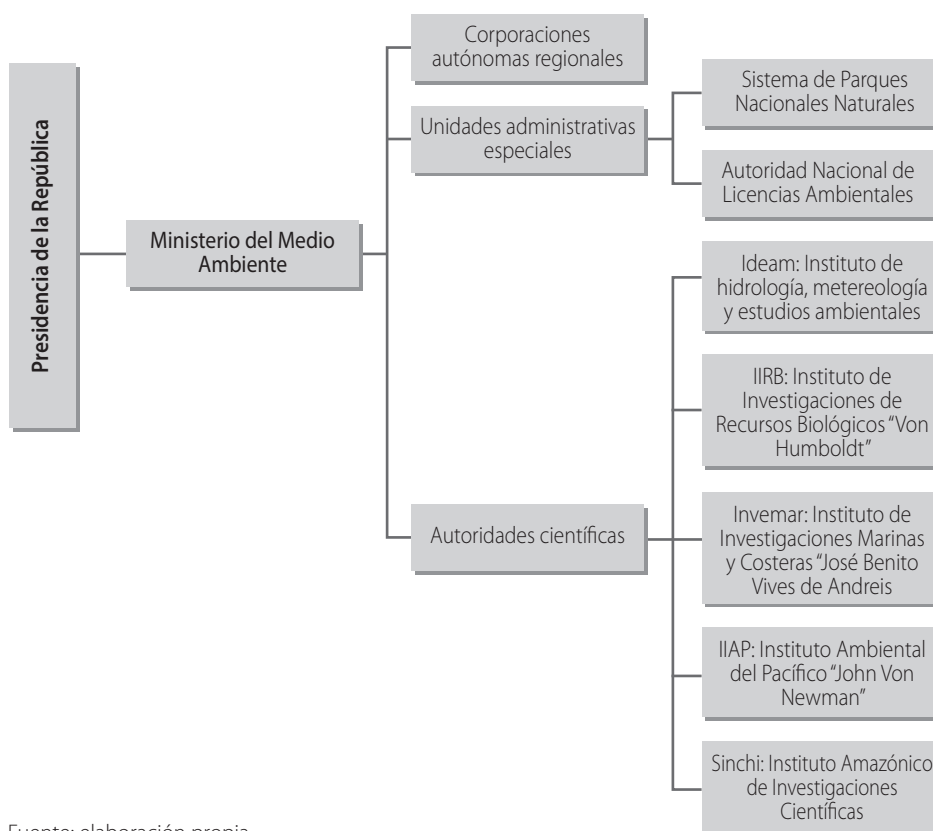 Presidencia de la República
Ministerio del Medio
Ambiente
Corporaciones
autónomas regionales
Unidades administrativas
especiales
Sistema de Parques
Nacionales Naturales
Autoridad Nacional de
Licencias Ambientales
Autoridades científicas
Ideam: Instituto de
hidrología, metereología
y estudios ambientales
IIRB: Instituto de
Investigaciones de
Recursos Biológicos “Von
Humboldt”
Invemar: Instituto de
Investigaciones Marinas
y Costeras “José Benito
Vives de Andreis
IIAP: Instituto Ambiental
del Pacífico “John Von
Newman”
Sinchi: Instituto Amazónico
de Investigaciones
Científicas
Fuente: elaboración propia